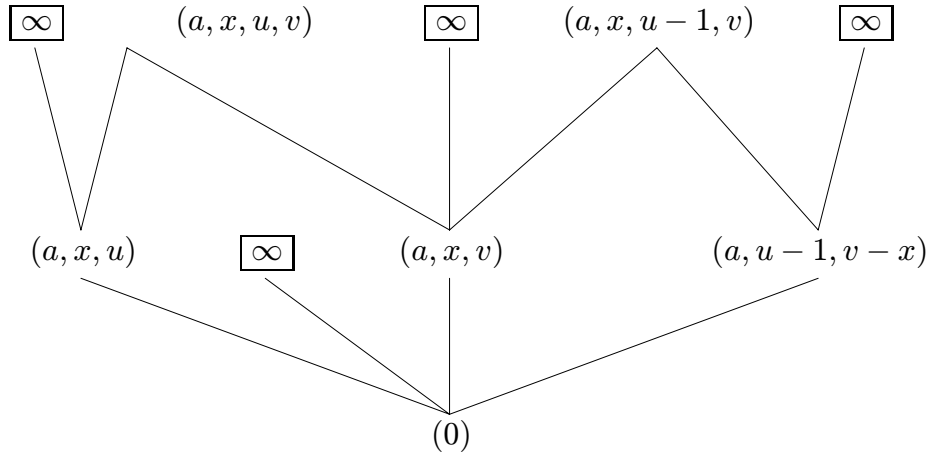 ∞ (a, x, u, v) ∞ (a, x, u − 1, v) ∞
(a, x, u) ∞ (a, x, v) (a, u − 1, v − x)
(0)